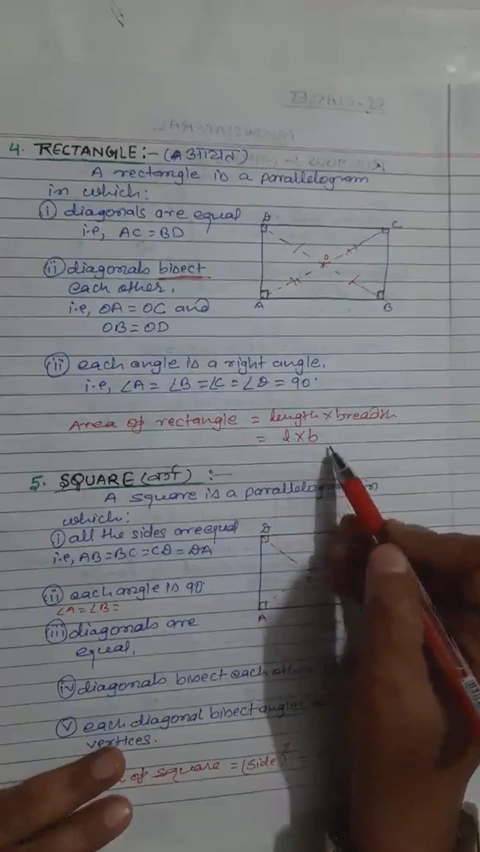 4. RECTANGLE:- (आयत)
A rectangle is a parallelogram
in which:
(i) diagonals are equal
i.e, AC = BD
(ii) diagonals bisect
each other.
i.e, OA = OC and
OB = OD
(iii) each angle is a right angle.
i.e, ∠A = ∠B = ∠C = ∠D = 90°
D
C
O
A
B
Area of rectangle = length × breadth
= l × b
5. SQUARE (वर्ग) :-
A square is a parallelogram in
which:
(i) all the sides are equal
i.e, AB = BC = CD = DA
(ii) each angle is 90°
∠A = ∠B =
(iii) diagonals are
equal.
(iv) diagonals bisect each other
(v) each diagonal bisect angles
vertices.
D
A
of square = (side)² =